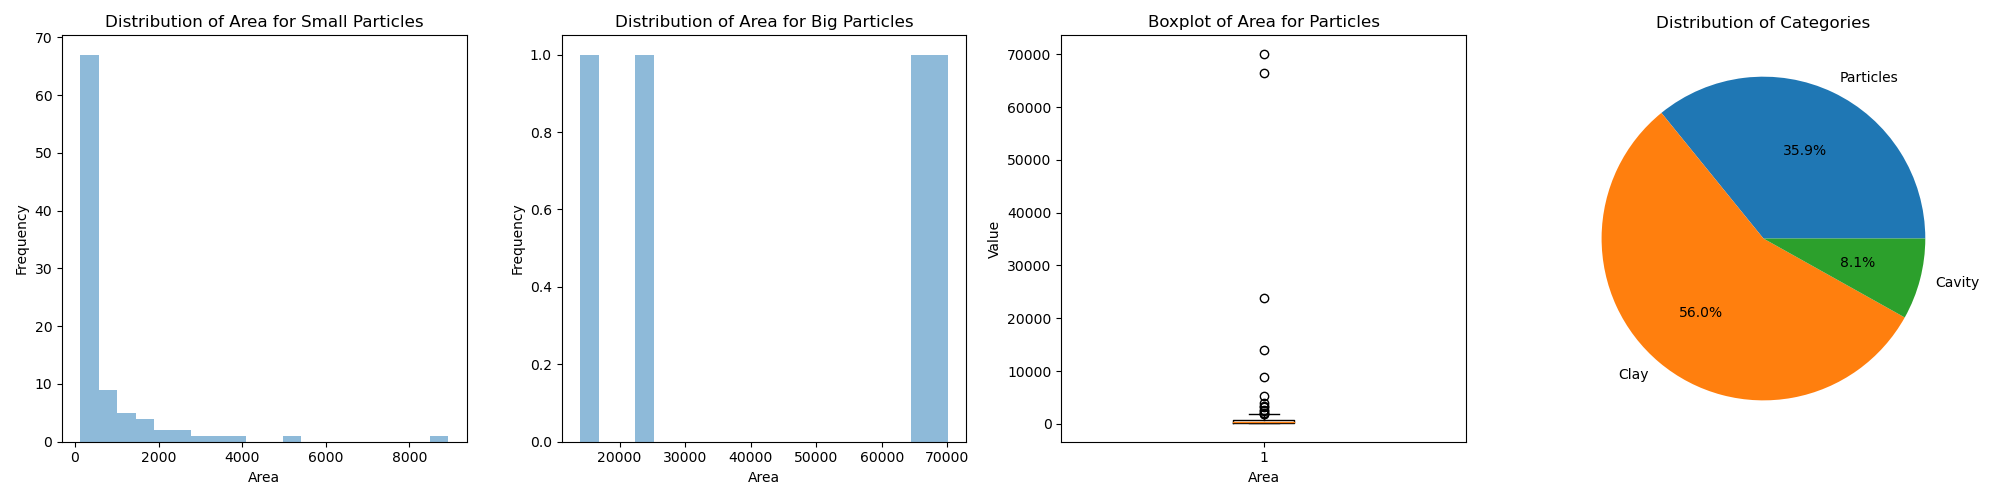 Distribution of Area for Small Particles
70
60
50
40
30
20
10
0
Frequency
0 2000 4000 6000 8000
Area
Distribution of Area for Big Particles
1.0
0.8
0.6
0.4
0.2
0.0
Frequency
20000 30000 40000 50000 60000 70000
Area
Boxplot of Area for Particles
70000
60000
50000
40000
30000
20000
10000
0
Value
1
Area
Distribution of Categories
Particles
35.9%
8.1%
Cavity
56.0%
Clay